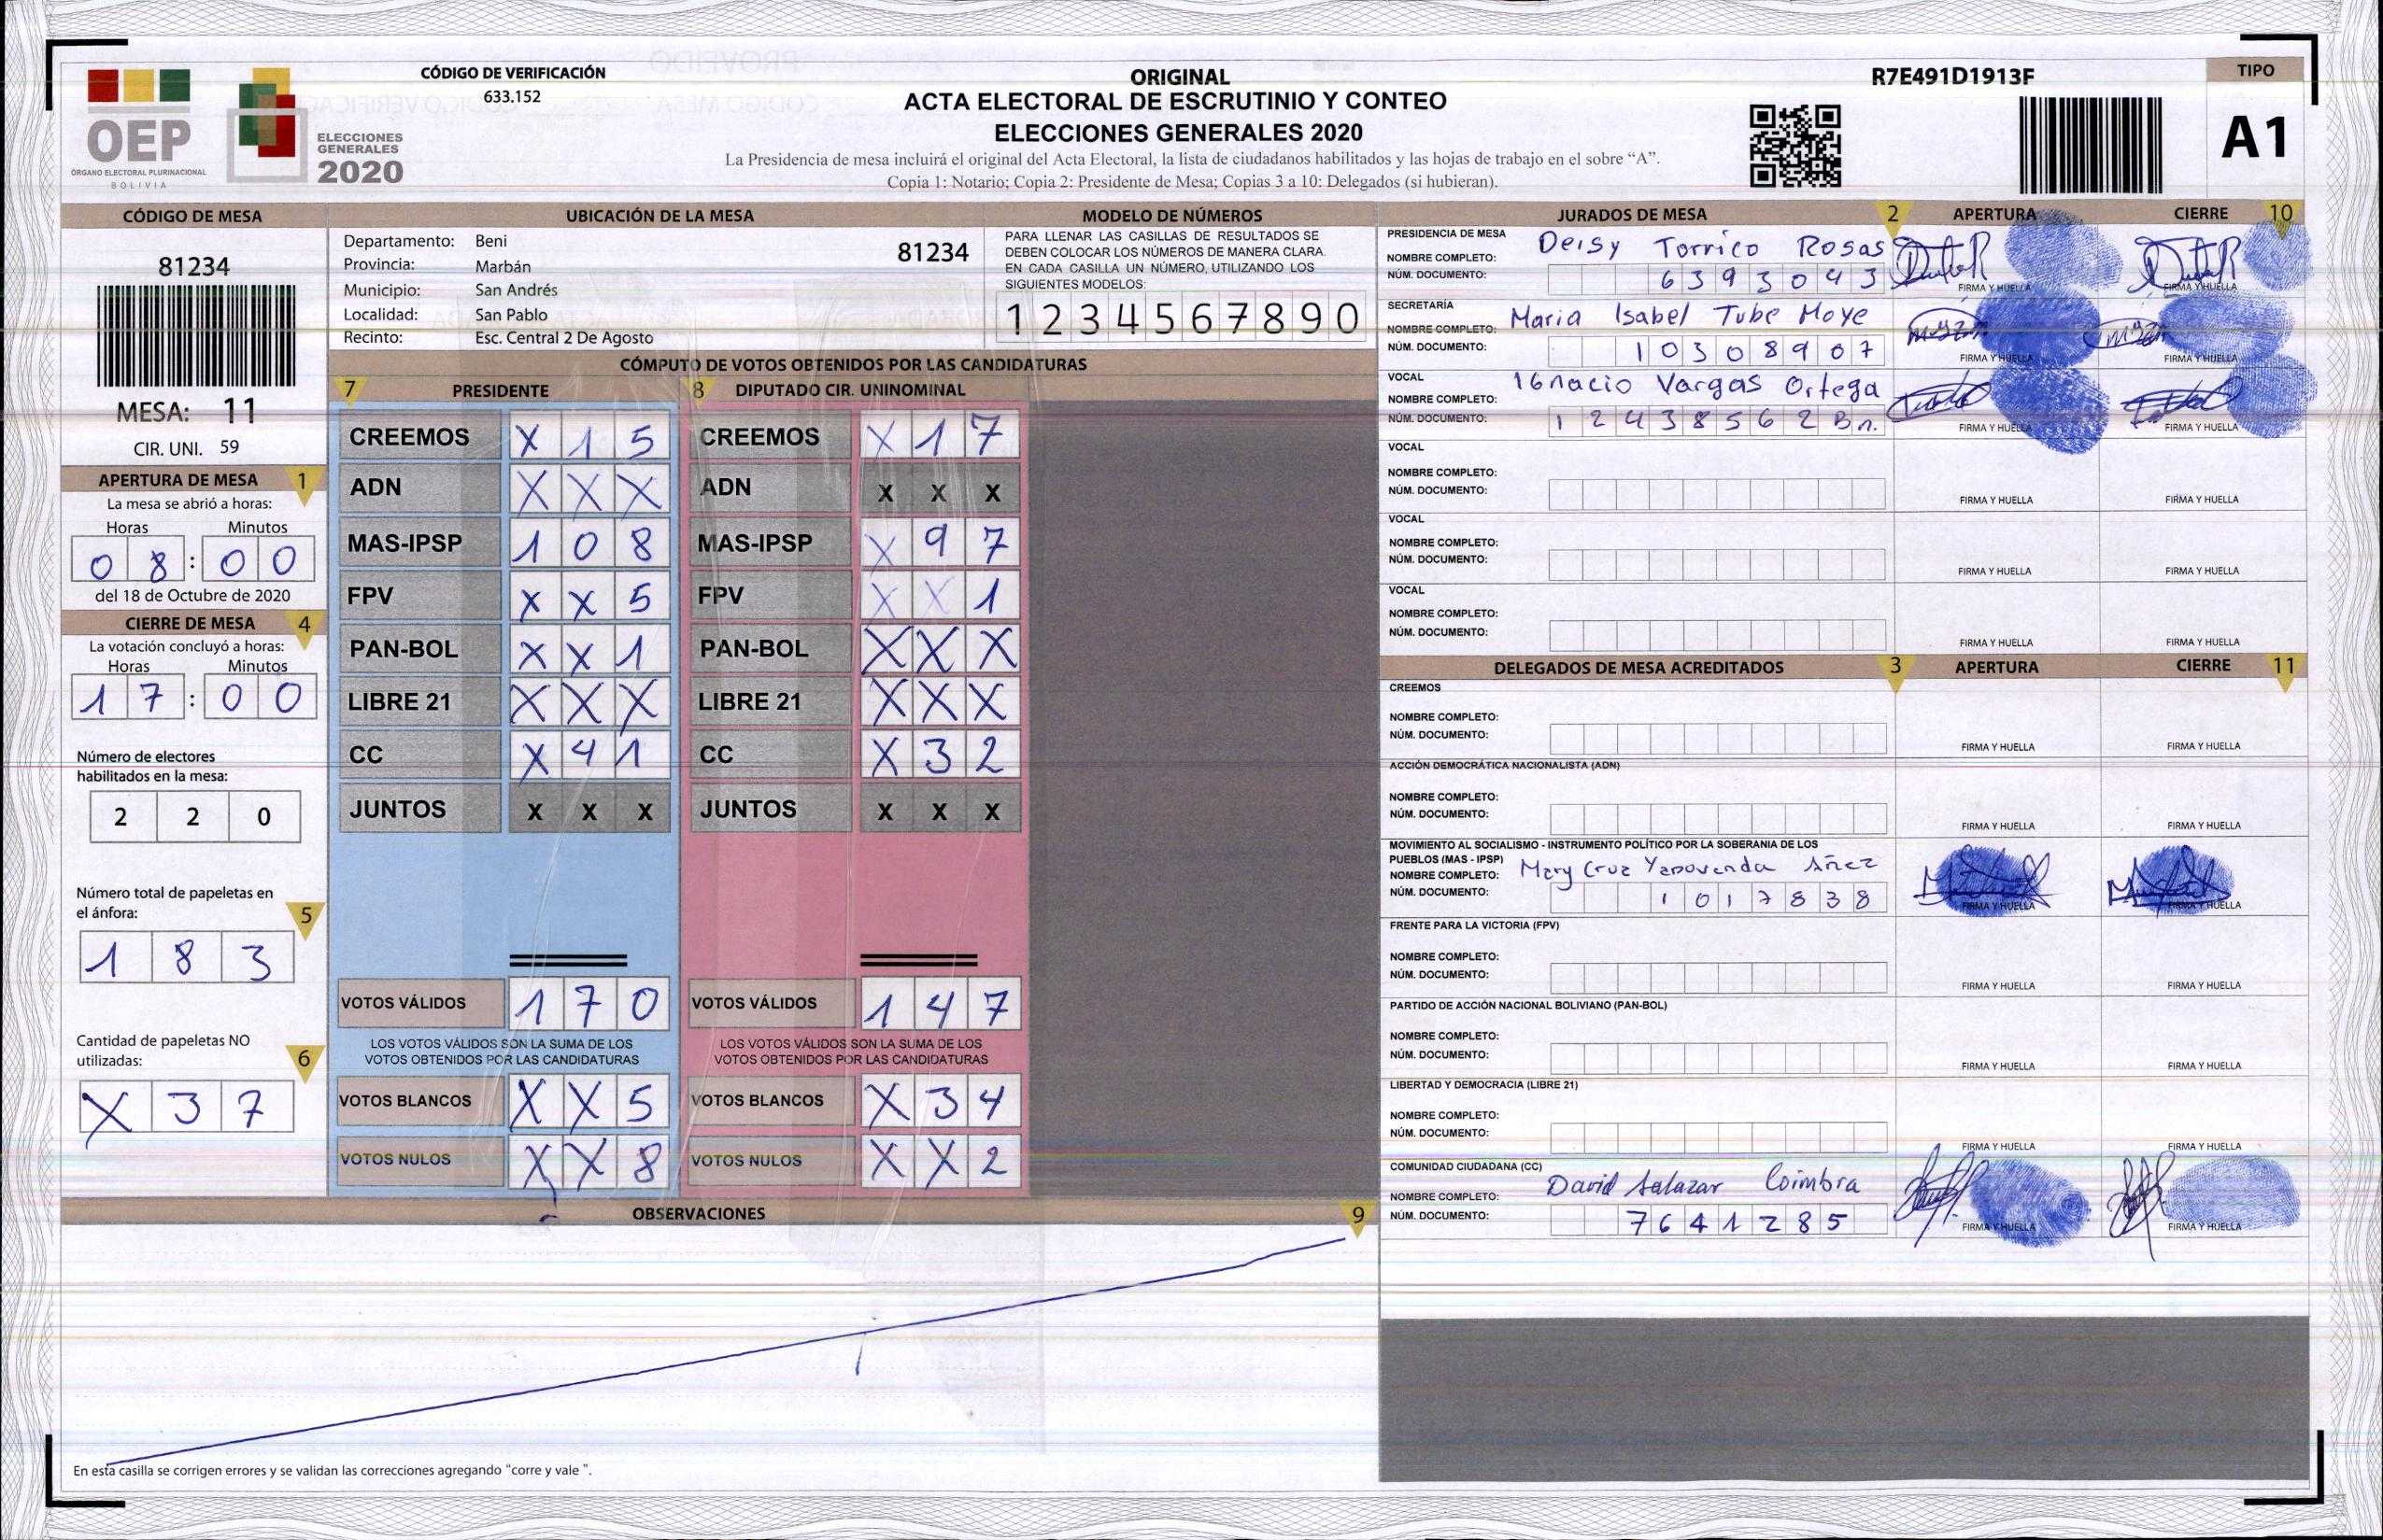 CÓDIGO DE VERIFICACIÓN
633.152
OEP
ÓRGANO ELECTORAL PLURINACIONAL
BOLIVIA
ELECCIONES
GENERALES
2020
ORIGINAL
ACTA ELECTORAL DE ESCRUTINIO Y CONTEO
ELECCIONES GENERALES 2020
La Presidencia de mesa incluirá el original del Acta Electoral, la lista de ciudadanos habilitados y las hojas de trabajo en el sobre “A”.
Copia 1: Notario; Copia 2: Presidente de Mesa; Copias 3 a 10: Delegados (si hubieran).
R7E491D1913F
TIPO
A1
CÓDIGO DE MESA
81234
MESA: 11
CIR. UNI. 59
APERTURA DE MESA 1
La mesa se abrió a horas:
Horas Minutos
0 8 : 0 0
del 18 de Octubre de 2020
CIERRE DE MESA 4
La votación concluyó a horas:
Horas Minutos
1 7 : 0 0
Número de electores
habilitados en la mesa:
2 2 0
Número total de papeletas en
el ánfora: 5
1 8 3
Cantidad de papeletas NO
utilizadas: 6
X 3 7
UBICACIÓN DE LA MESA
Departamento: Beni 81234
Provincia: Marbán
Municipio: San Andrés
Localidad: San Pablo
Recinto: Esc. Central 2 De Agosto
MODELO DE NÚMEROS
PARA LLENAR LAS CASILLAS DE RESULTADOS SE
DEBEN COLOCAR LOS NÚMEROS DE MANERA CLARA.
EN CADA CASILLA UN NÚMERO, UTILIZANDO LOS
SIGUIENTES MODELOS:
1 2 3 4 5 6 7 8 9 0
CÓMPUTO DE VOTOS OBTENIDOS POR LAS CANDIDATURAS
7 PRESIDENTE 8 DIPUTADO CIR. UNINOMINAL
CREEMOS X 1 5 CREEMOS X 1 7
ADN X X X ADN X X X
MAS-IPSP 1 0 8 MAS-IPSP X 9 7
FPV X X 5 FPV X X 1
PAN-BOL X X 1 PAN-BOL X X X
LIBRE 21 X X X LIBRE 21 X X X
CC X 4 1 CC X 3 2
JUNTOS X X X JUNTOS X X X
VOTOS VÁLIDOS 1 7 0 VOTOS VÁLIDOS 1 4 7
LOS VOTOS VÁLIDOS SON LA SUMA DE LOS LOS VOTOS VÁLIDOS SON LA SUMA DE LOS
VOTOS OBTENIDOS POR LAS CANDIDATURAS VOTOS OBTENIDOS POR LAS CANDIDATURAS
VOTOS BLANCOS X X 5 VOTOS BLANCOS X 3 4
VOTOS NULOS X X 8 VOTOS NULOS X X 2
OBSERVACIONES 9
En esta casilla se corrigen errores y se validan las correcciones agregando “corre y vale ”.
JURADOS DE MESA 2 APERTURA CIERRE 10
PRESIDENCIA DE MESA
NOMBRE COMPLETO: Deisy Torrico Rosas
NÚM. DOCUMENTO: 6 3 9 3 0 4 3
FIRMA Y HUELLA FIRMA Y HUELLA
SECRETARÍA
NOMBRE COMPLETO: Maria Isabel Tube Moye
NÚM. DOCUMENTO: 1 0 3 0 8 9 0 7
FIRMA Y HUELLA FIRMA Y HUELLA
VOCAL
NOMBRE COMPLETO: IGnacio Vargas Ortega
NÚM. DOCUMENTO: 1 2 4 3 8 5 6 2 Bn.
FIRMA Y HUELLA FIRMA Y HUELLA
VOCAL
NOMBRE COMPLETO:
NÚM. DOCUMENTO:
FIRMA Y HUELLA FIRMA Y HUELLA
VOCAL
NOMBRE COMPLETO:
NÚM. DOCUMENTO:
FIRMA Y HUELLA FIRMA Y HUELLA
VOCAL
NOMBRE COMPLETO:
NÚM. DOCUMENTO:
FIRMA Y HUELLA FIRMA Y HUELLA
DELEGADOS DE MESA ACREDITADOS 3 APERTURA CIERRE 11
CREEMOS
NOMBRE COMPLETO:
NÚM. DOCUMENTO:
FIRMA Y HUELLA FIRMA Y HUELLA
ACCIÓN DEMOCRÁTICA NACIONALISTA (ADN)
NOMBRE COMPLETO:
NÚM. DOCUMENTO:
FIRMA Y HUELLA FIRMA Y HUELLA
MOVIMIENTO AL SOCIALISMO - INSTRUMENTO POLÍTICO POR LA SOBERANIA DE LOS
PUEBLOS (MAS - IPSP)
NOMBRE COMPLETO: Mery Cruz Yapovenda Añez
NÚM. DOCUMENTO: 1 0 1 7 8 3 8
FIRMA Y HUELLA FIRMA Y HUELLA
FRENTE PARA LA VICTORIA (FPV)
NOMBRE COMPLETO:
NÚM. DOCUMENTO:
FIRMA Y HUELLA FIRMA Y HUELLA
PARTIDO DE ACCIÓN NACIONAL BOLIVIANO (PAN-BOL)
NOMBRE COMPLETO:
NÚM. DOCUMENTO:
FIRMA Y HUELLA FIRMA Y HUELLA
LIBERTAD Y DEMOCRACIA (LIBRE 21)
NOMBRE COMPLETO:
NÚM. DOCUMENTO:
FIRMA Y HUELLA FIRMA Y HUELLA
COMUNIDAD CIUDADANA (CC)
NOMBRE COMPLETO: David Salazar Coimbra
NÚM. DOCUMENTO: 7 6 4 1 2 8 5
FIRMA Y HUELLA FIRMA Y HUELLA